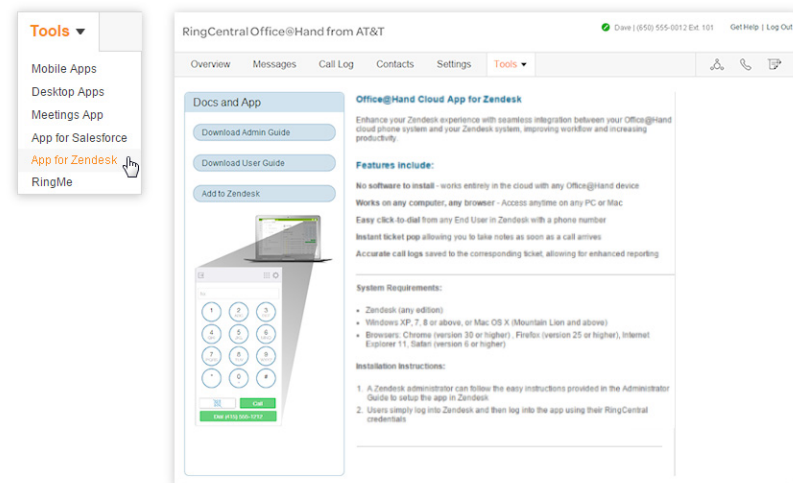 Tools
Mobile Apps
Desktop Apps
Meetings App
App for Salesforce
App for Zendesk
RingMe
RingCentral Office@Hand from AT&T
Dave | (650) 555-0012 Ext. 101
Get Help | Log Out
Overview Messages Call Log Contacts Settings Tools
Docs and App
Download Admin Guide
Download User Guide
Add to Zendesk
1 2 3
4 5 6
7 8 9
* 0 #
Call
Office@Hand Cloud App for Zendesk
Enhance your Zendesk experience with seamless integration between your Office@Hand
cloud phone system and your Zendesk system, improving workflow and increasing
productivity.
Features include:
No software to install - works entirely in the cloud with any Office@Hand device
Works on any computer, any browser - Access anytime on any PC or Mac
Easy click-to-dial from any End User in Zendesk with a phone number
Instant ticket pop allowing you to take notes as soon as a call arrives
Accurate call logs saved to the corresponding ticket, allowing for enhanced reporting
System Requirements:
• Zendesk (any edition)
• Windows XP, 7, 8 or above, or Mac OS X (Mountain Lion and above)
• Browsers: Chrome (version 30 or higher) , Firefox (version 25 or higher), Internet
Explorer 11, Safari (version 6 or higher)
Installation Instructions:
1. A Zendesk administrator can follow the easy instructions provided in the Administrator
Guide to setup the app in Zendesk
2. Users simply log into Zendesk and then log into the app using their RingCentral
credentials